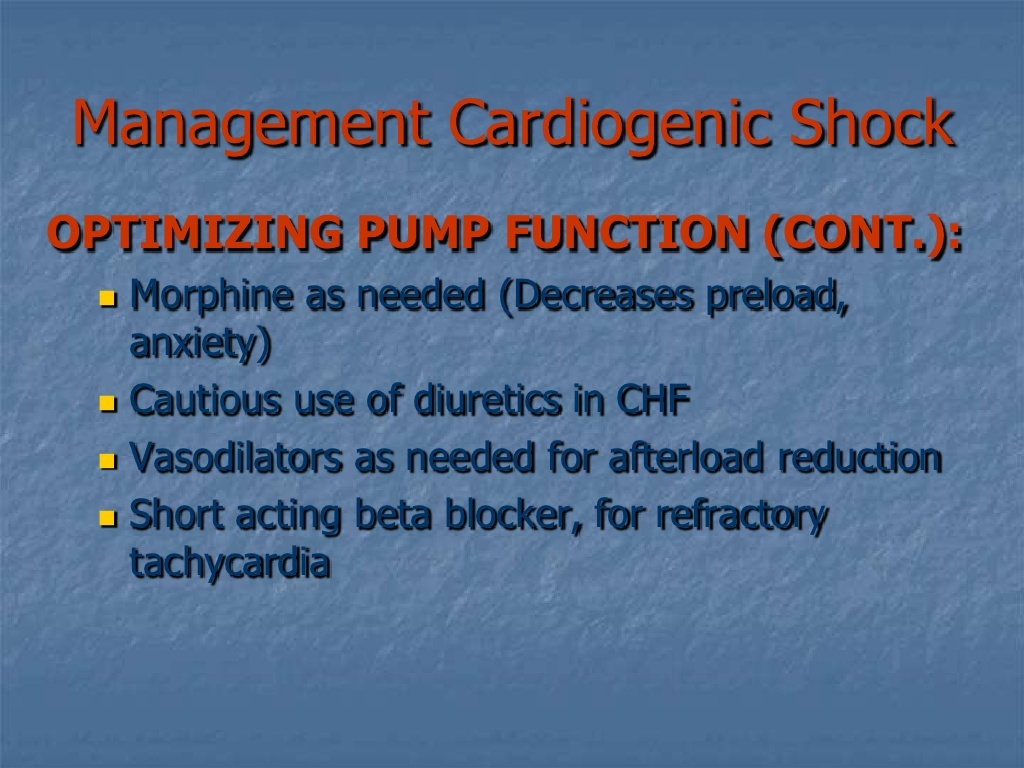 Management Cardiogenic Shock
OPTIMIZING PUMP FUNCTION (CONT.):
Morphine as needed (Decreases preload,
anxiety)
Cautious use of diuretics in CHF
Vasodilators as needed for afterload reduction
Short acting beta blocker, for refractory
tachycardia